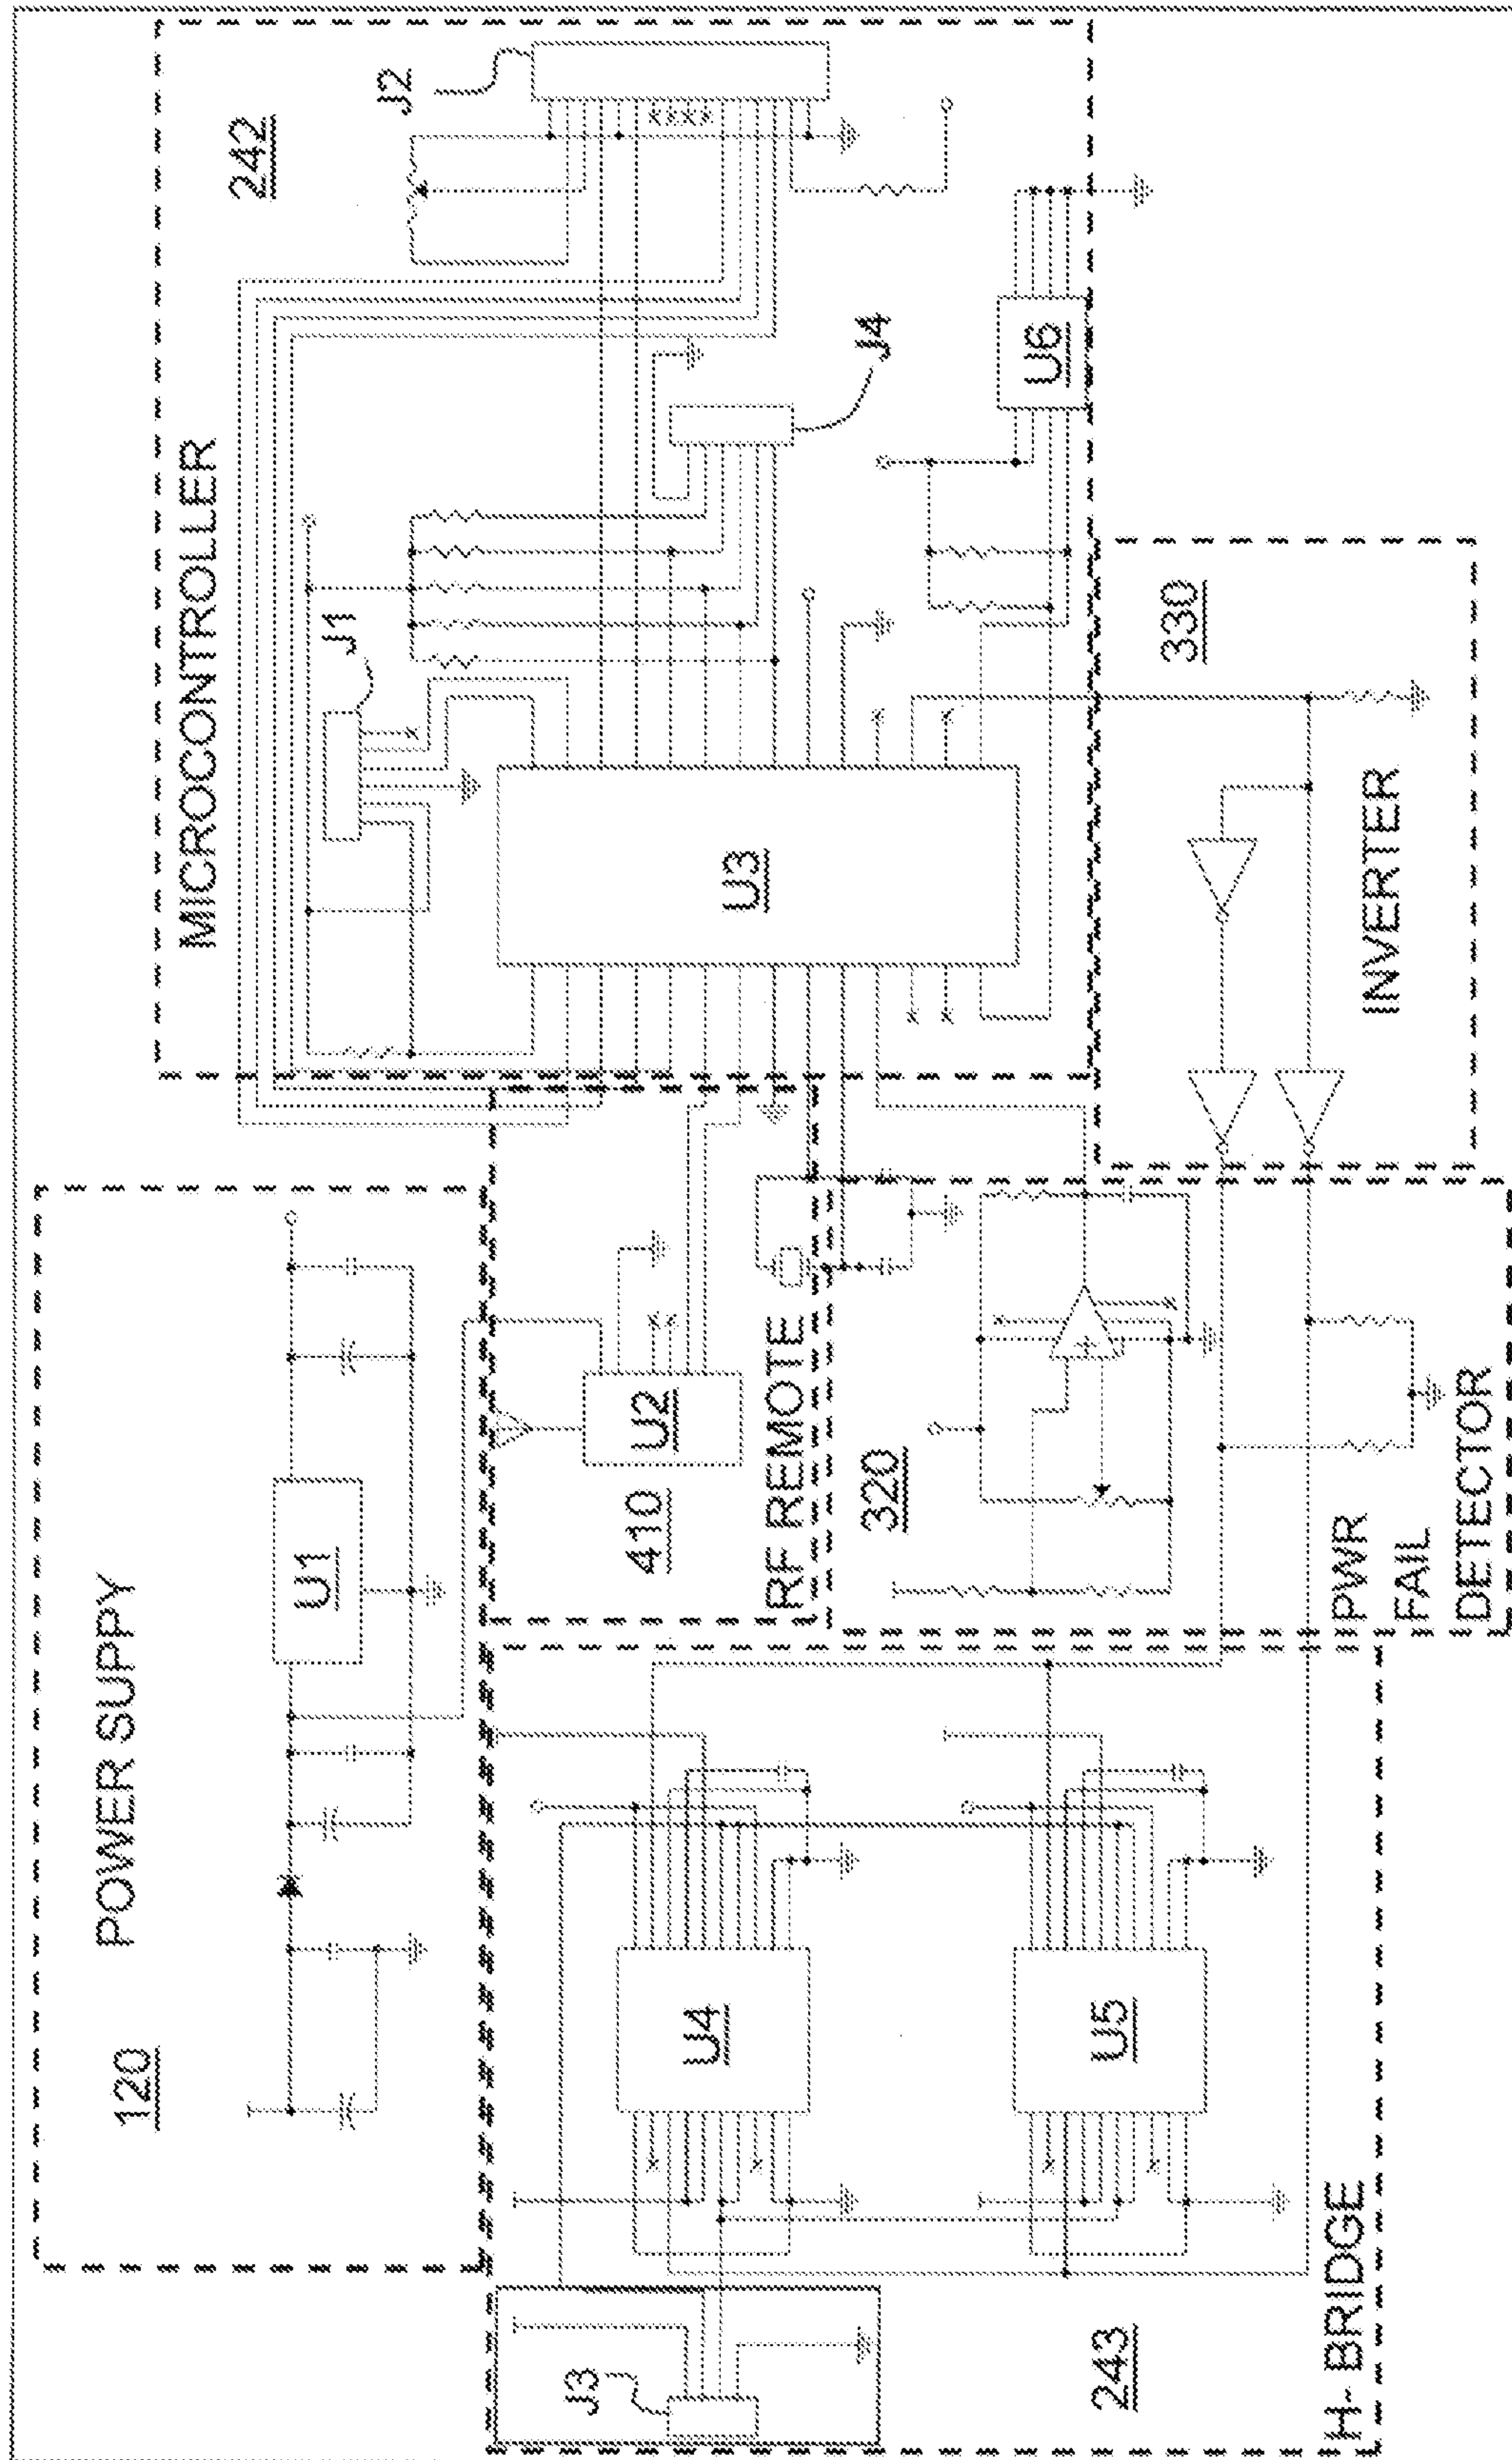 POWER SUPPLY
120
U1
MICROCONTROLLER
242
J1
J2
J4
U3
U6
RF REMOTE
410
U2
320
PWR
FAIL
DETECTOR
330
INVERTER
H- BRIDGE
243
J3
U4
U5